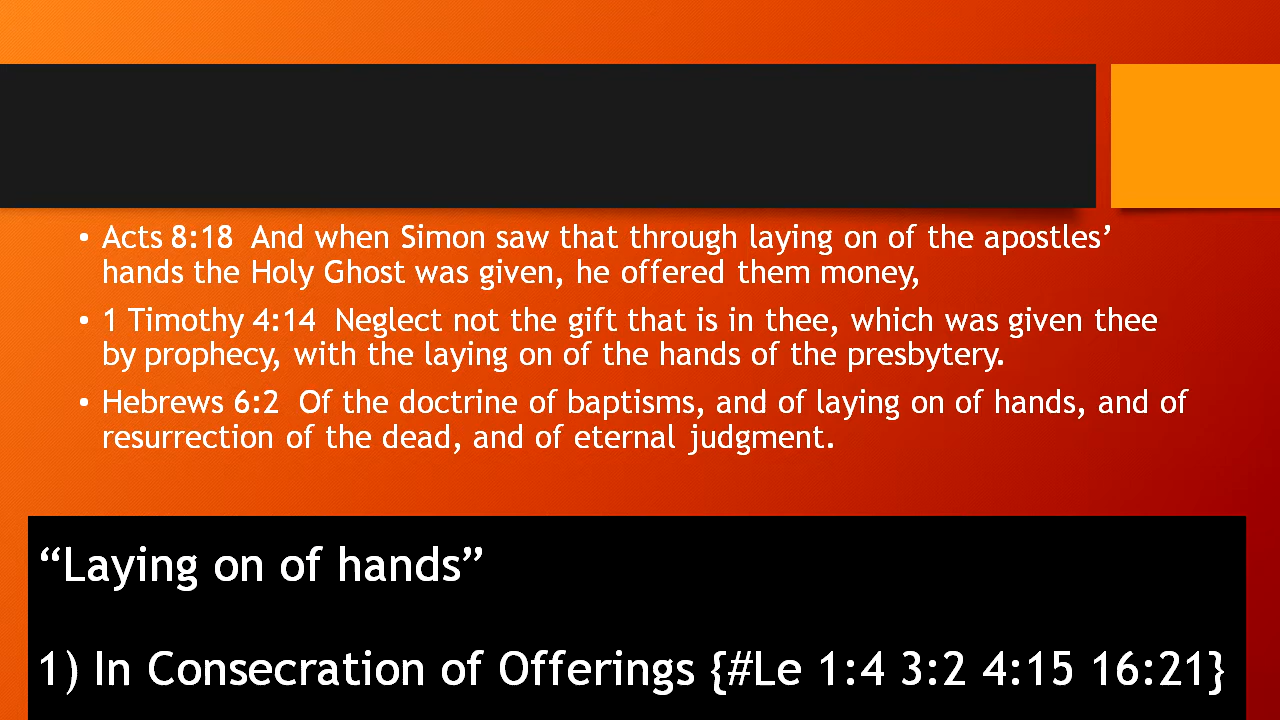 • Acts 8:18  And when Simon saw that through laying on of the apostles’
hands the Holy Ghost was given, he offered them money,
• 1 Timothy 4:14  Neglect not the gift that is in thee, which was given thee
by prophecy, with the laying on of the hands of the presbytery.
• Hebrews 6:2  Of the doctrine of baptisms, and of laying on of hands, and of
resurrection of the dead, and of eternal judgment.
“Laying on of hands”
1) In Consecration of Offerings {#Le 1:4 3:2 4:15 16:21}